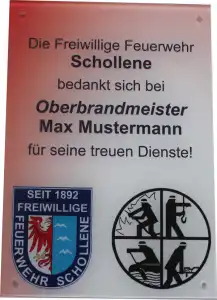 Die Freiwillige Feuerwehr
Schollene
bedankt sich bei
Oberbrandmeister
Max Mustermann
für seine treuen Dienste!
SEIT 1892
FREIWILLIGE
FEUERWEHR SCHOLLENE